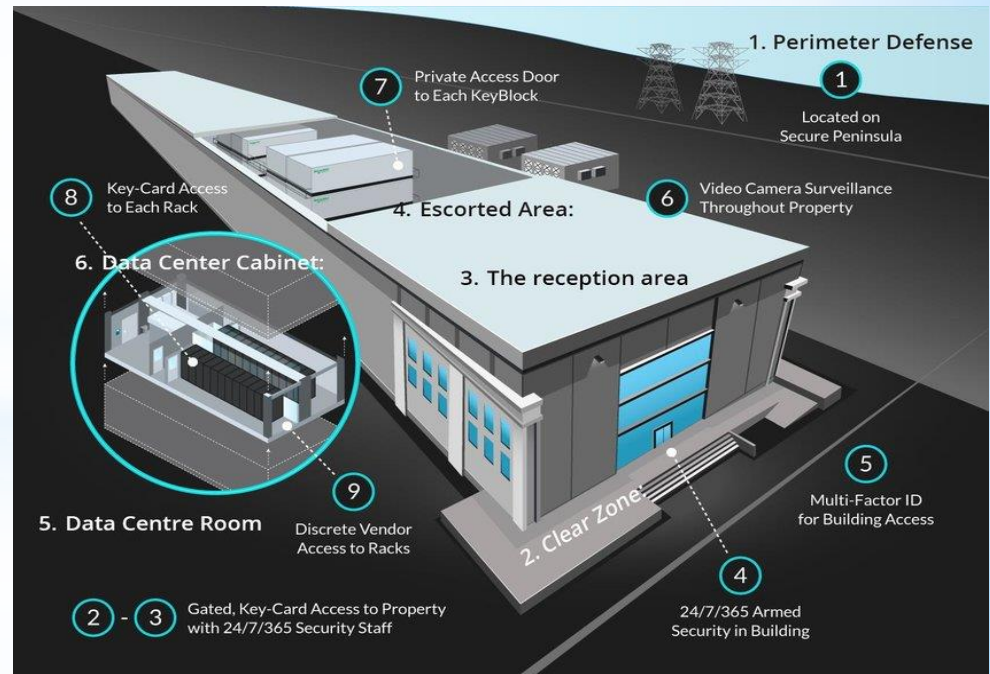 1. Perimeter Defense
1
Located on
Secure Peninsula
7
Private Access Door
to Each KeyBlock
8
Key-Card Access
to Each Rack
6
Video Camera Surveillance
Throughout Property
4. Escorted Area:
6. Data Center Cabinet:
3. The reception area
5
Multi-Factor ID
for Building Access
9
Discrete Vendor
Access to Racks
5. Data Centre Room
2. Clear Zone:
4
24/7/365 Armed
Security in Building
2 - 3
Gated, Key-Card Access to Property
with 24/7/365 Security Staff